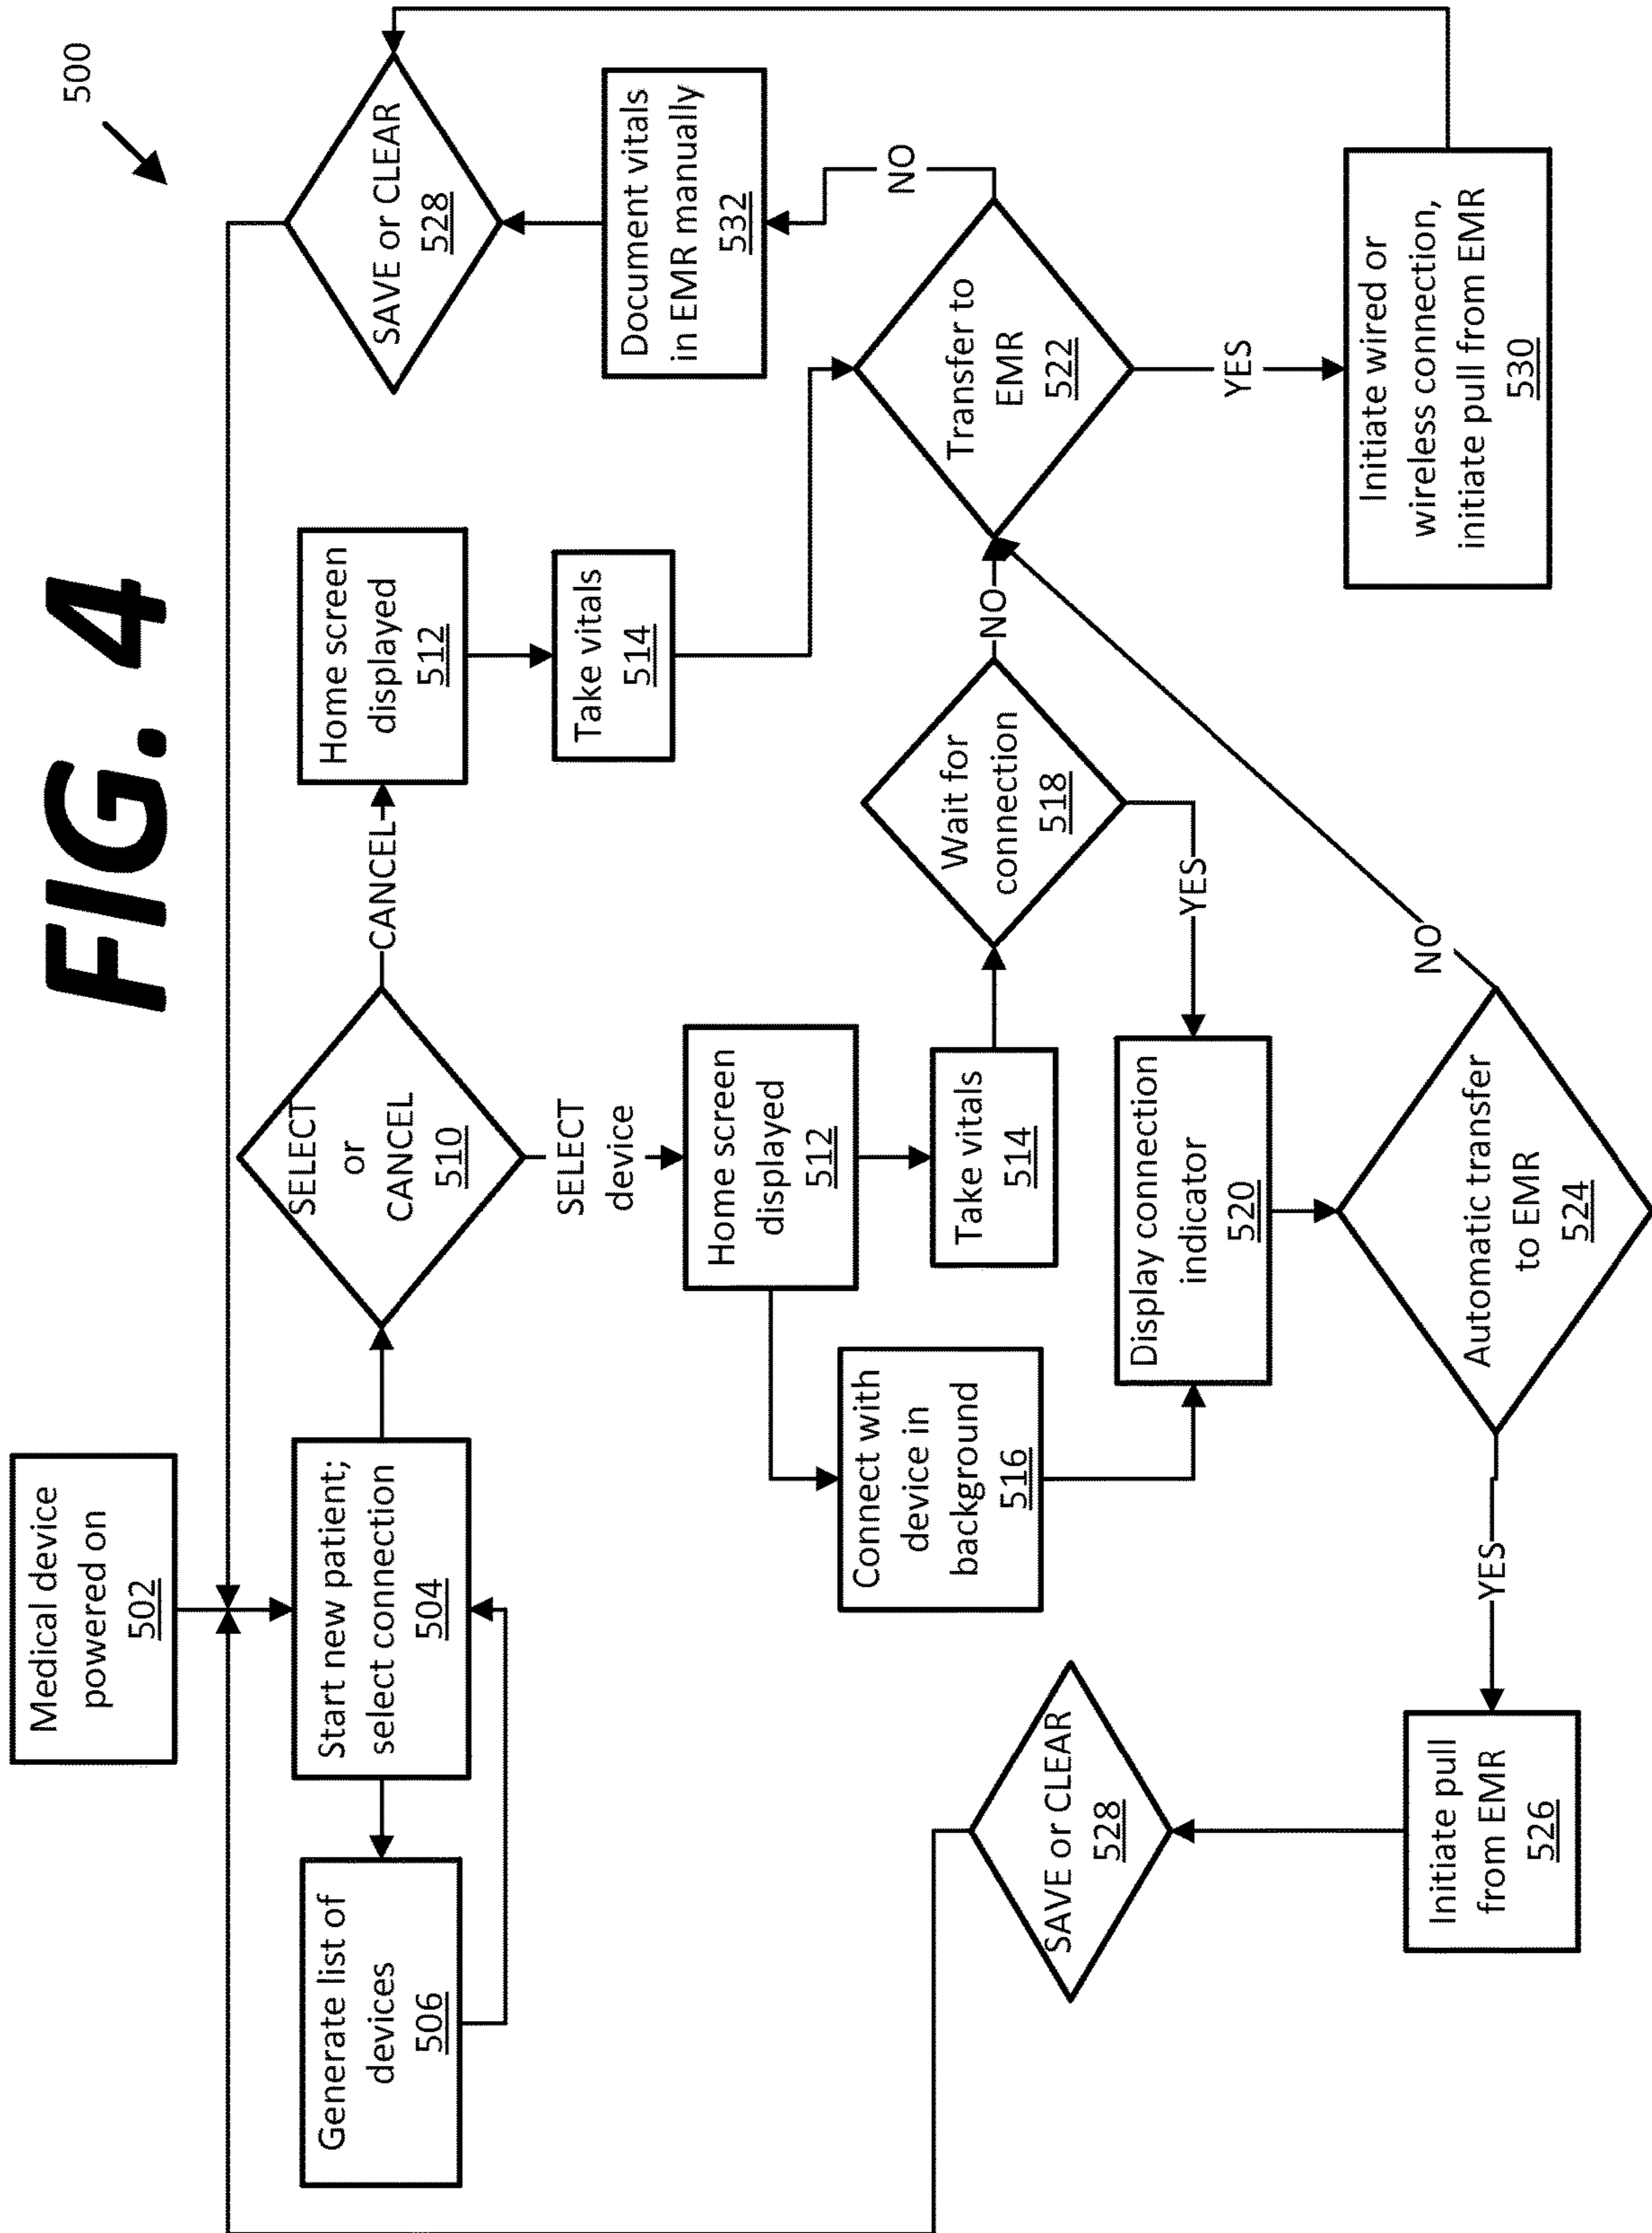 FIG. 4
500
Medical device
powered on
502
Start new patient;
select connection
504
Generate list of
devices
506
SELECT
or
CANCEL
510
CANCEL
Home screen
displayed
512
Take vitals
514
SELECT
device
Home screen
displayed
512
Take vitals
514
Connect with
device in
background
516
Wait for
connection
518
NO
YES
Display connection
indicator
520
Automatic transfer
to EMR
524
NO
YES
Initiate pull
from EMR
526
SAVE or CLEAR
528
Transfer to
EMR
522
NO
YES
Document vitals
in EMR manually
532
SAVE or CLEAR
528
Initiate wired or
wireless connection,
initiate pull from EMR
530